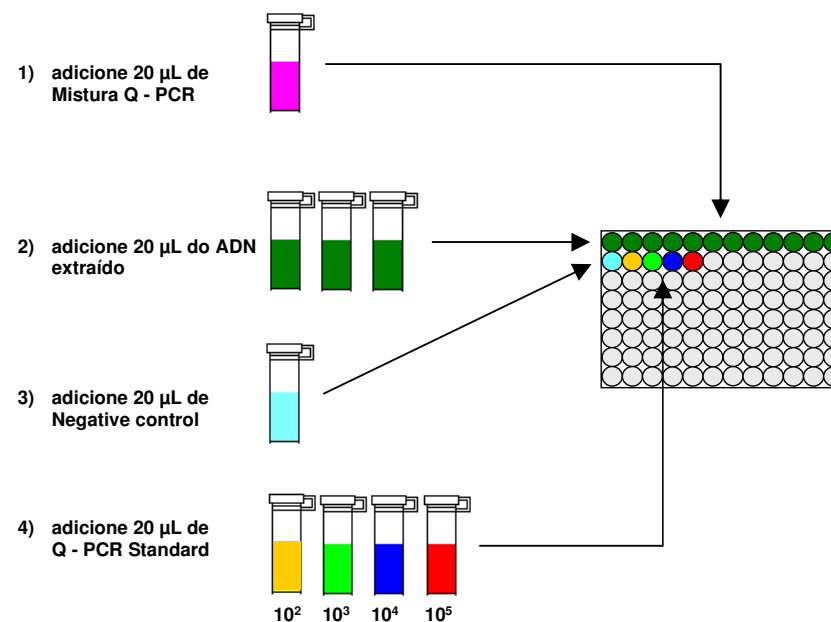 1) adicione 20 µL de
Mistura Q - PCR
2) adicione 20 µL do ADN
extraído
3) adicione 20 µL de
Negative control
4) adicione 20 µL de
Q - PCR Standard
10² 10³ 10⁴ 10⁵